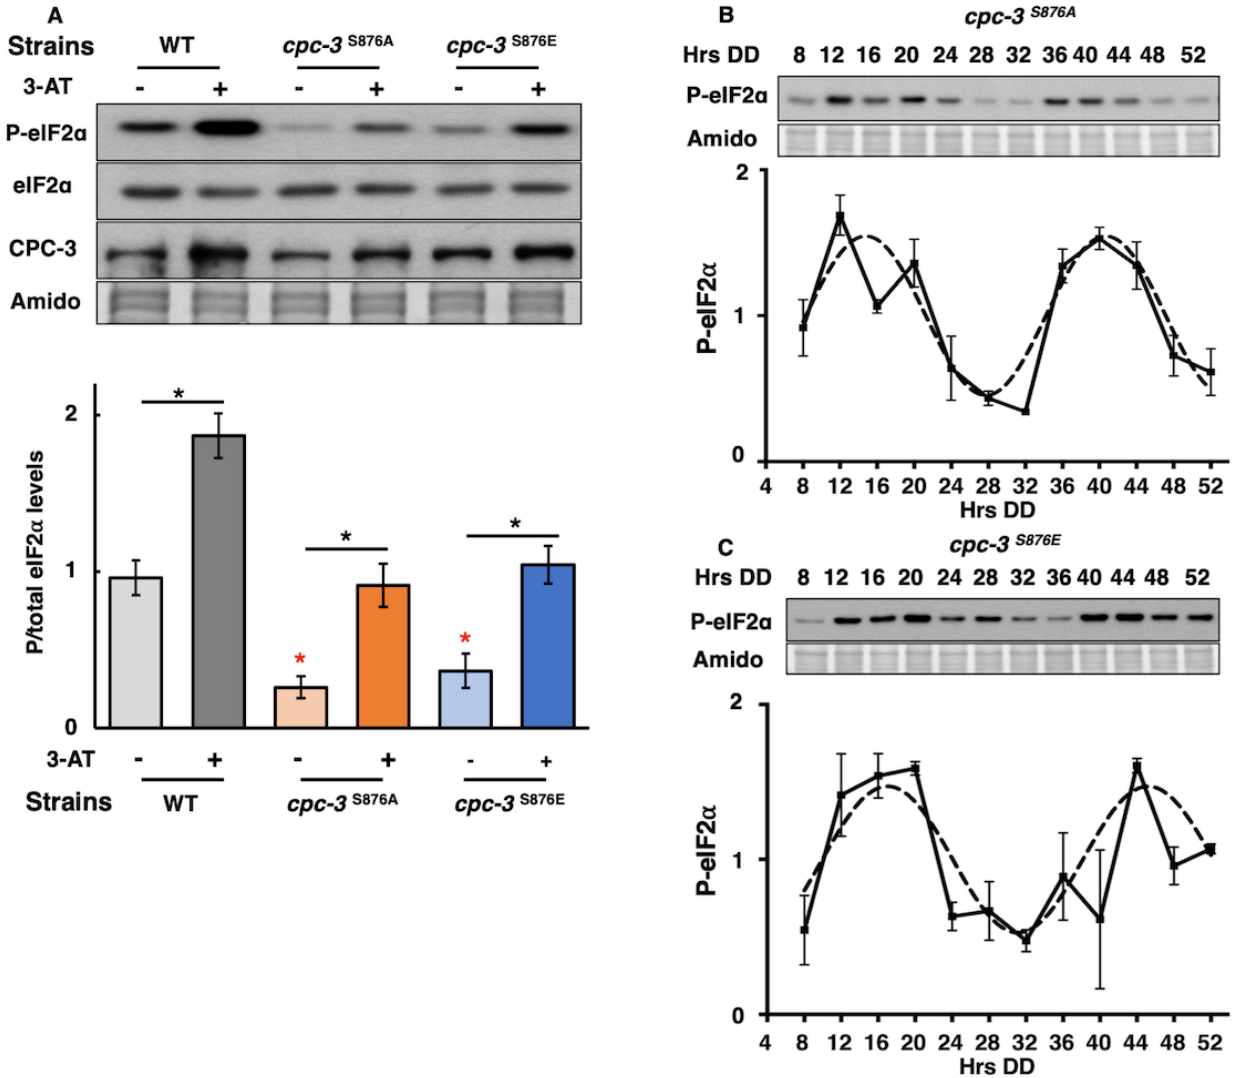 A
Strains WT cpc-3 S876A cpc-3 S876E
3-AT - + - + - +
P-eIF2α
eIF2α
CPC-3
Amido
* * *
2
1
0
* *
P/total eIF2α levels
3-AT - + - + - +
Strains WT cpc-3 S876A cpc-3 S876E
B
cpc-3 S876A
Hrs DD 8 12 16 20 24 28 32 36 40 44 48 52
P-eIF2α
Amido
2
1
0
P-eIF2α
4 8 12 16 20 24 28 32 36 40 44 48 52
Hrs DD
C
cpc-3 S876E
Hrs DD 8 12 16 20 24 28 32 36 40 44 48 52
P-eIF2α
Amido
2
1
0
P-eIF2α
4 8 12 16 20 24 28 32 36 40 44 48 52
Hrs DD